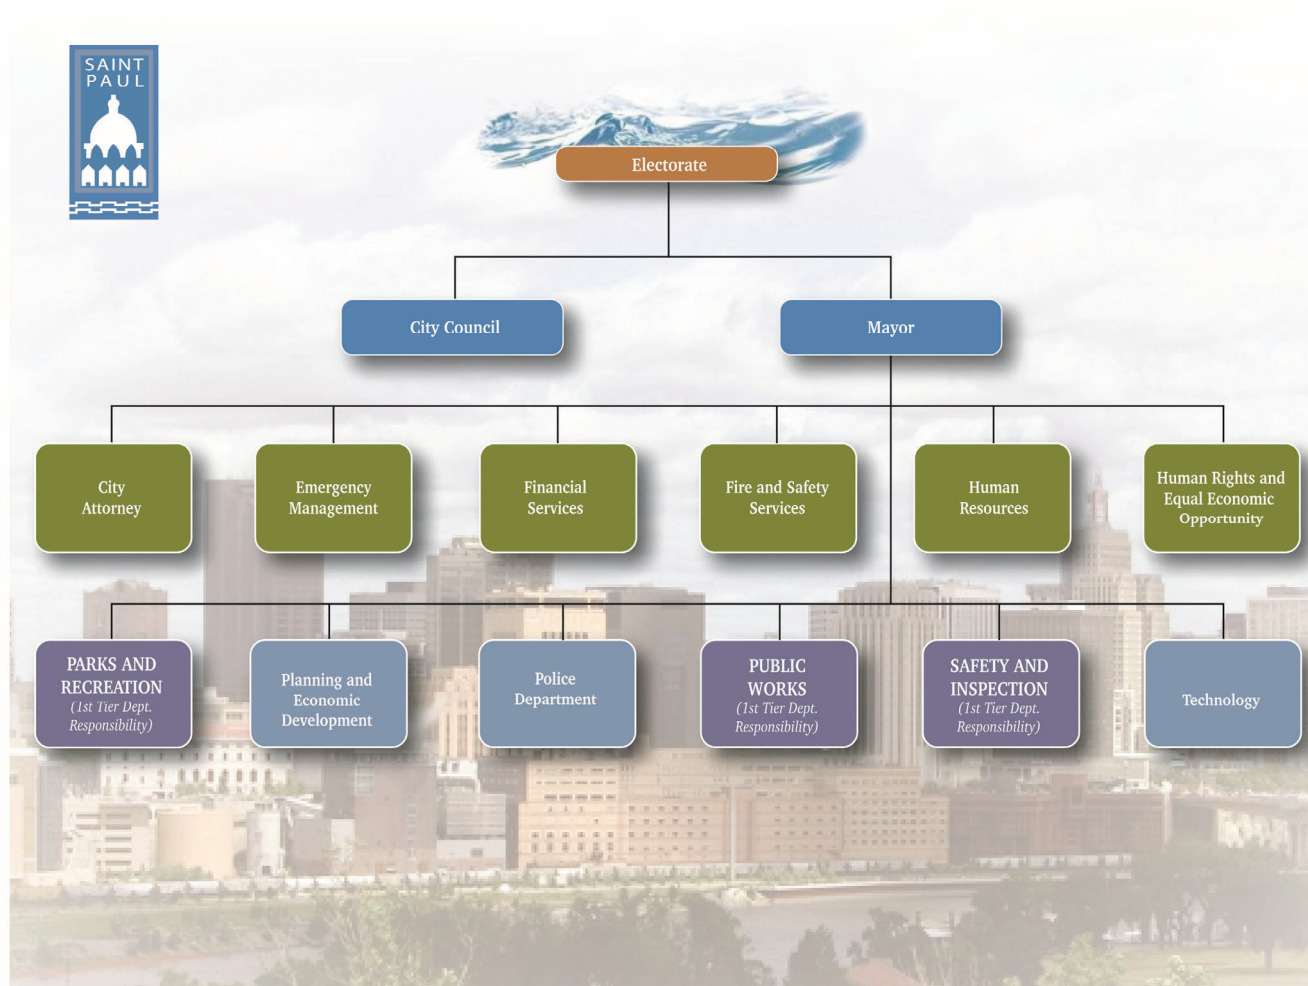 SAINT
PAUL
Electorate
City Council
Mayor
City
Attorney
Emergency
Management
Financial
Services
Fire and Safety
Services
Human
Resources
Human Rights and
Equal Economic
Opportunity
PARKS AND
RECREATION
(1st Tier Dept.
Responsibility)
Planning and
Economic
Development
Police
Department
PUBLIC
WORKS
(1st Tier Dept.
Responsibility)
SAFETY AND
INSPECTION
(1st Tier Dept.
Responsibility)
Technology